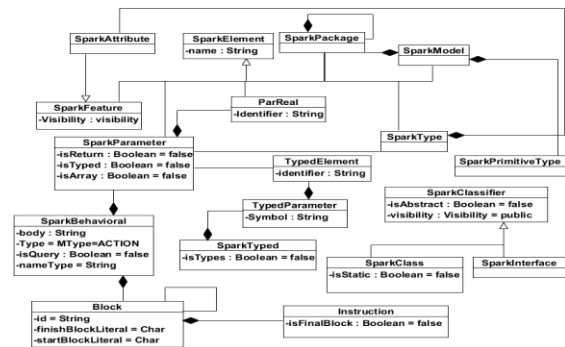 SparkAttribute
SparkElement
-name : String
SparkPackage
SparkModel
SparkFeature
-Visibility : visibility
ParReal
-Identifier : String
SparkParameter
-isReturn : Boolean = false
-isTyped : Boolean = false
-isArray : Boolean = false
SparkType
TypedElement
-identifier : String
SparkPrimitiveType
SparkClassifier
-isAbstract : Boolean = false
-visibility : Visibility = public
TypedParameter
-Symbol : String
SparkBehavioral
-body : String
-Type = MType=ACTION
-isQuery : Boolean = false
-nameType = String
SparkTyped
-isTypes : Boolean = false
SparkClass
-isStatic : Boolean = false
SparkInterface
Block
-id = String
-finishBlockLiteral = Char
-startBlockLiteral = Char
Instruction
-isFinalBlock : Boolean = false